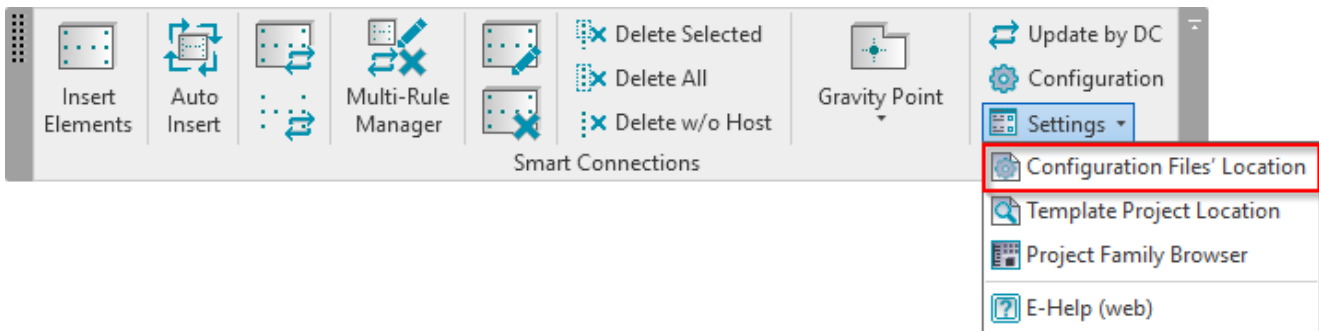 Insert
Elements
Auto
Insert
Multi-Rule
Manager
Delete Selected
Delete All
Delete w/o Host
Gravity Point
Update by DC
Configuration
Settings
Smart Connections
Configuration Files' Location
Template Project Location
Project Family Browser
E-Help (web)